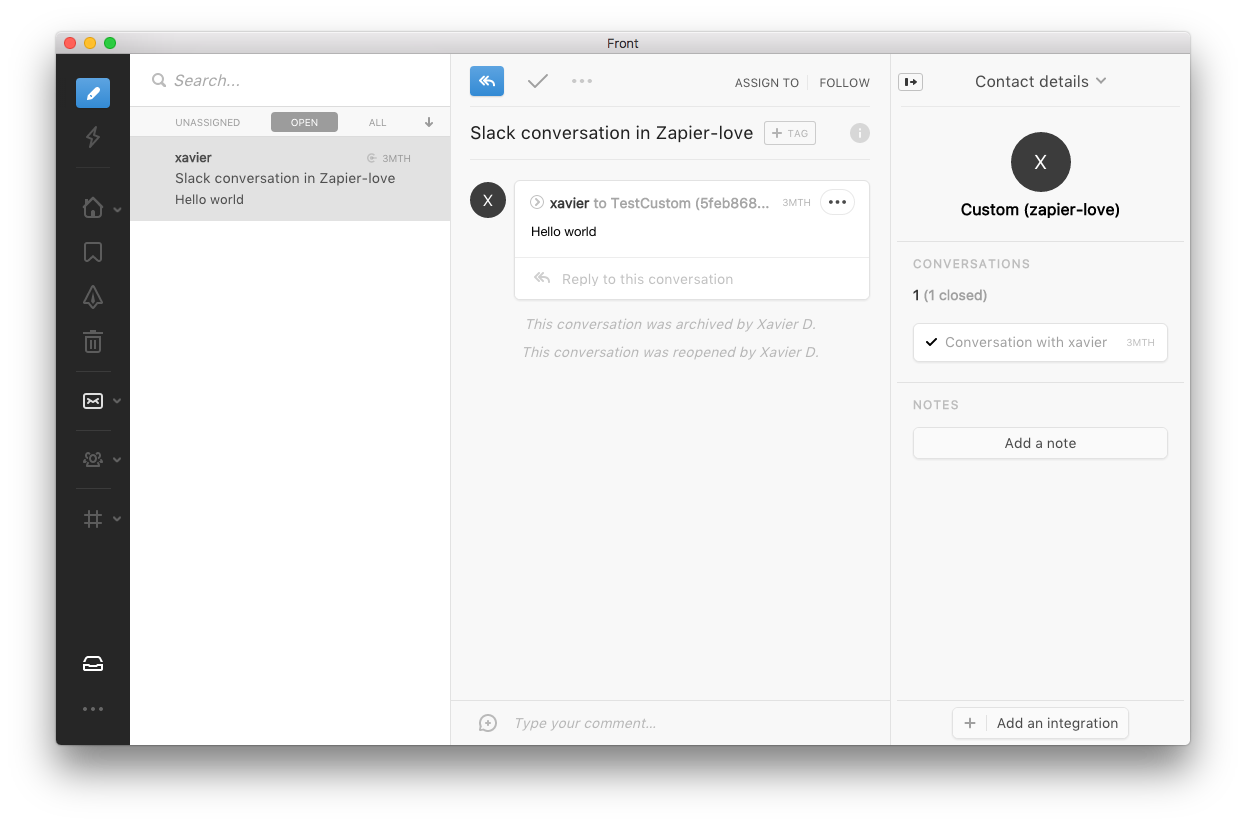 Front
Search...
UNASSIGNED OPEN ALL
xavier 3MTH
Slack conversation in Zapier-love
Hello world
ASSIGN TO FOLLOW
Slack conversation in Zapier-love + TAG
X
xavier to TestCustom (5feb868... 3MTH
Hello world
Reply to this conversation
This conversation was archived by Xavier D.
This conversation was reopened by Xavier D.
Type your comment...
Contact details
X
Custom (zapier-love)
CONVERSATIONS
1 (1 closed)
Conversation with xavier 3MTH
NOTES
Add a note
+ Add an integration